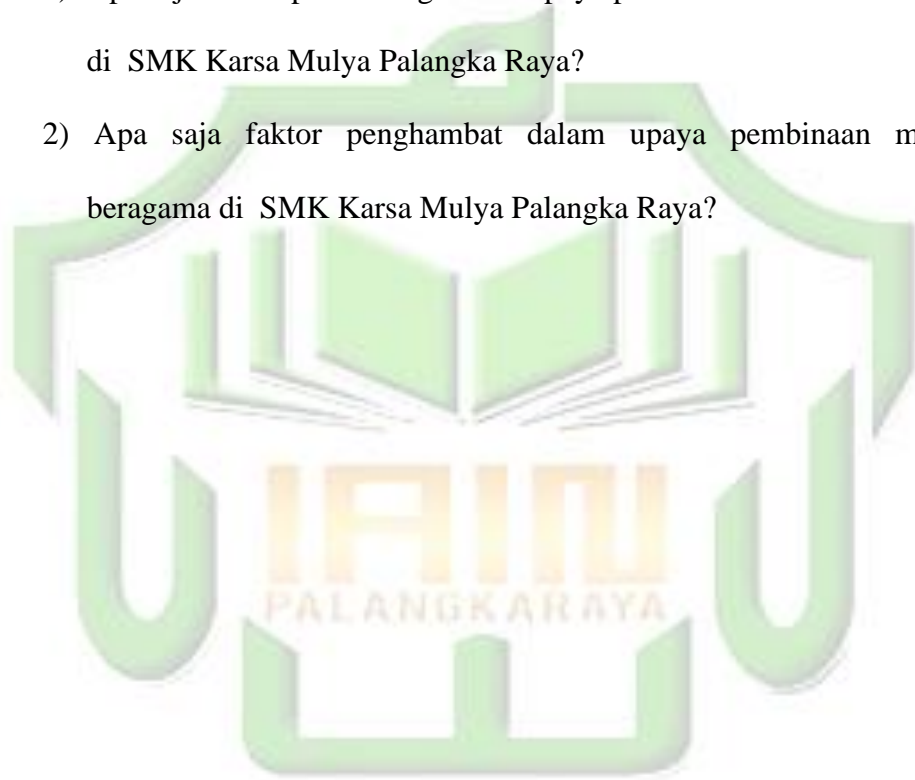 di SMK Karsa Mulya Palangka Raya?
2) Apa saja faktor penghambat dalam upaya pembinaan
beragama di SMK Karsa Mulya Palangka Raya?
IAIN
PALANGKARAYA